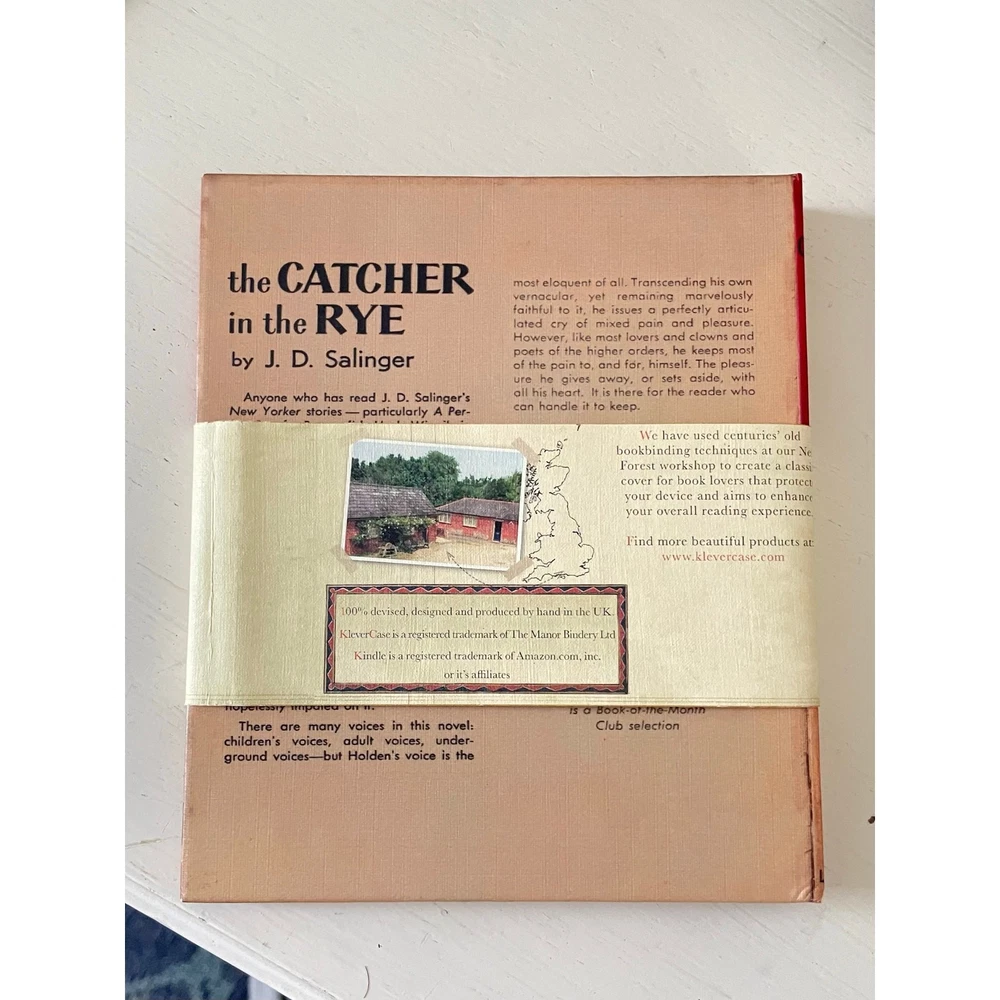 the CATCHER
in the RYE
by J. D. Salinger
Anyone who has read J. D. Salinger's
New Yorker stories — particularly A Per-
most eloquent of all. Transcending his own
vernacular, yet remaining marvelously
faithful to it, he issues a perfectly articu-
lated cry of mixed pain and pleasure.
However, like most lovers and clowns and
poets of the higher orders, he keeps most
of the pain to, and for, himself. The pleas-
ure he gives away, or sets aside, with
all his heart. It is there for the reader who
can handle it to keep.
We have used centuries' old
bookbinding techniques at our Ne
Forest workshop to create a classi
cover for book lovers that protect
your device and aims to enhance
your overall reading experience.
Find more beautiful products at:
www.klevercase.com
100% devised, designed and produced by hand in the UK.
KleverCase is a registered trademark of The Manor Bindery Ltd
Kindle is a registered trademark of Amazon.com, inc.
or it's affiliates
hopelessly impaled on it.
There are many voices in this novel:
children's voices, adult voices, under-
ground voices—but Holden's voice is the
is a Book-of-the-Month
Club selection